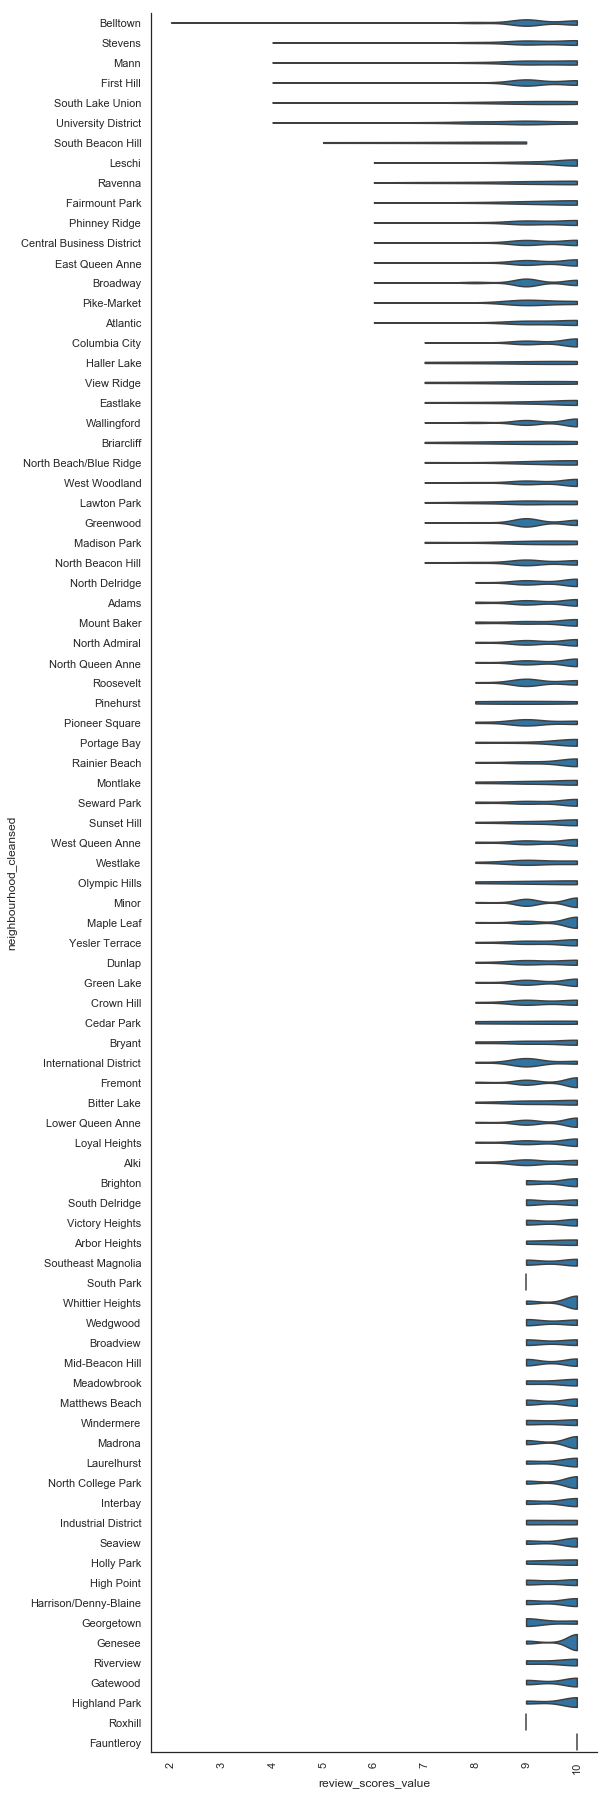 Belltown
Stevens
Mann
First Hill
South Lake Union
University District
South Beacon Hill
Leschi
Ravenna
Fairmount Park
Phinney Ridge
Central Business District
East Queen Anne
Broadway
Pike-Market
Atlantic
Columbia City
Haller Lake
View Ridge
Eastlake
Wallingford
Briarcliff
North Beach/Blue Ridge
West Woodland
Lawton Park
Greenwood
Madison Park
North Beacon Hill
North Delridge
Adams
Mount Baker
North Admiral
North Queen Anne
Roosevelt
Pinehurst
Pioneer Square
Portage Bay
Rainier Beach
Montlake
Seward Park
Sunset Hill
West Queen Anne
Westlake
Olympic Hills
Minor
Maple Leaf
Yesler Terrace
Dunlap
Green Lake
Crown Hill
Cedar Park
Bryant
International District
Fremont
Bitter Lake
Lower Queen Anne
Loyal Heights
Alki
Brighton
South Delridge
Victory Heights
Arbor Heights
Southeast Magnolia
South Park
Whittier Heights
Wedgwood
Broadview
Mid-Beacon Hill
Meadowbrook
Matthews Beach
Windermere
Madrona
Laurelhurst
North College Park
Interbay
Industrial District
Seaview
Holly Park
High Point
Harrison/Denny-Blaine
Georgetown
Genesee
Riverview
Gatewood
Highland Park
Roxhill
Fauntleroy
neighbourhood_cleansed
2 3 4 5 6 7 8 9 10
review_scores_value